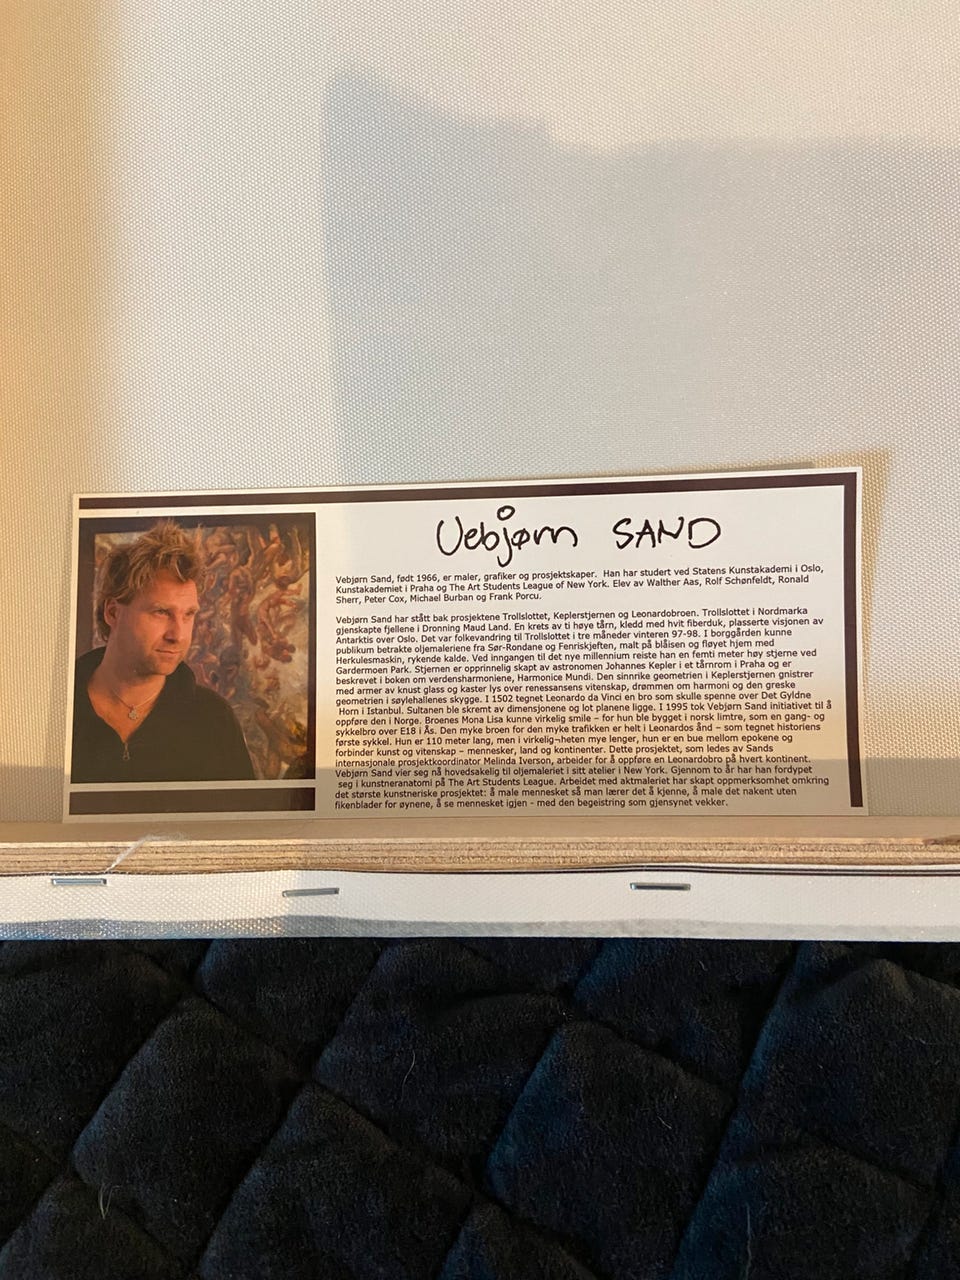 Vebjørn SAND
Vebjørn Sand, født 1966, er maler, grafiker og prosjektskaper. Han har studert ved Statens Kunstakademi i Oslo,
Kunstakademiet i Praha og The Art Students League of New York. Elev av Walther Aas, Rolf Schønfeldt, Ronald
Sherr, Peter Cox, Michael Burban og Frank Porcu.
Vebjørn Sand har stått bak prosjektene Trollslottet, Keplerstjernen og Leonardobroen. Trollslottet i Nordmarka
gjenskapte fjellene i Dronning Maud Land. En krets av ti høye tårn, kledd med hvit fiberduk, plasserte visjonen av
Antarktis over Oslo. Det var folkevandring til Trollslottet i tre måneder vinteren 97-98. I borggården kunne
publikum betrakte oljemaleriene fra Sør-Rondane og Fenriskjeften, malt på blåisen og fløyet hjem med
Herkulesmaskin, rykende kalde. Ved inngangen til det nye millennium reiste han en femti meter høy stjerne ved
Gardermoen Park. Stjernen er opprinnelig skapt av astronomen Johannes Kepler i et tårnrom i Praha og er
beskrevet i boken om verdensharmoniene, Harmonice Mundi. Den sinnrike geometrien i Keplerstjernen gnistrer
med armer av knust glass og kaster lys over renessansens vitenskap, drømmen om harmoni og den greske
geometrien i søylehallenes skygge. I 1502 tegnet Leonardo da Vinci en bro som skulle spenne over Det Gyldne
Horn i Istanbul. Sultanen ble skremt av dimensjonene og lot planene ligge. I 1995 tok Vebjørn Sand initiativet til å
oppføre den i Norge. Broenes Mona Lisa kunne virkelig smile – for hun ble bygget i norsk limtre, som en gang- og
sykkelbro over E18 i Ås. Den myke broen for den myke trafikken er helt i Leonardos ånd – som tegnet historiens
første sykkel. Hun er 110 meter lang, men i virkelig¬heten mye lenger, hun er en bue mellom epokene og
forbinder kunst og vitenskap – mennesker, land og kontinenter. Dette prosjektet, som ledes av Sands
internasjonale prosjektkoordinator Melinda Iverson, arbeider for å oppføre en Leonardobro på hvert kontinent.
Vebjørn Sand vier seg nå hovedsakelig til oljemaleriet i sitt atelier i New York. Gjennom to år har han fordypet
seg i kunstneranatomi på The Art Students League. Arbeidet med aktmaleriet har skapt oppmerksomhet omkring
det største kunstneriske prosjektet: å male mennesket så man lærer det å kjenne, å male det nakent uten
fikenblader for øynene, å se mennesket igjen - med den begeistring som gjensynet vekker.